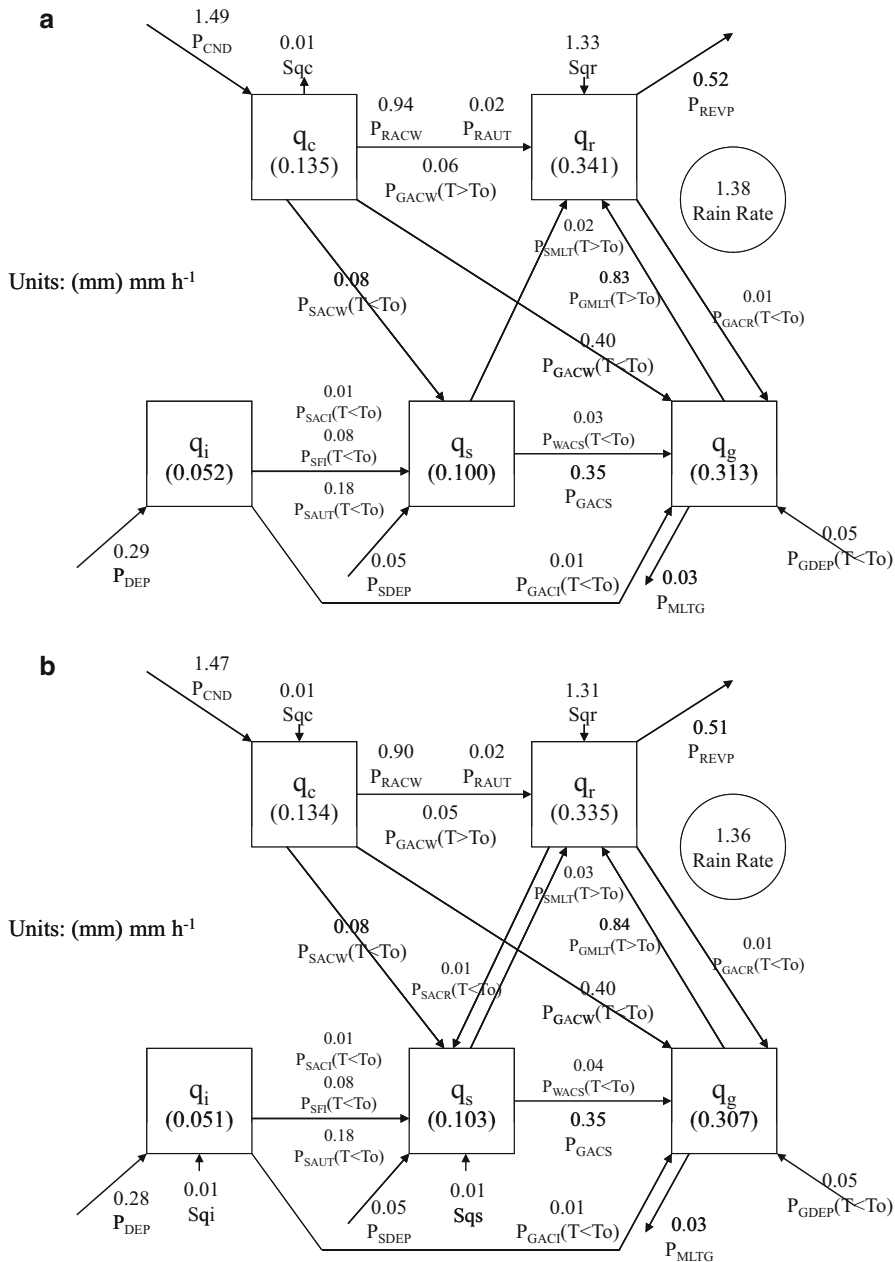 a
1.49
P_CND
0.01
Sqc
1.33
Sqr
0.52
P_REVP
q_c
(0.135)
0.94
P_RACW
0.02
P_RAUT
0.06
P_GACW(T>To)
q_r
(0.341)
1.38
Rain Rate
0.02
P_SMLT(T>To)
Units: (mm) mm h⁻¹
0.08
P_SACW(T<To)
0.83
P_GMLT(T>To)
0.01
P_GACR(T<To)
0.40
P_GACW(T<To)
q_i
(0.052)
0.01
P_SACI(T<To)
0.08
P_SFI(T<To)
0.18
P_SAUT(T<To)
q_s
(0.100)
0.03
P_WACS(T<To)
0.35
P_GACS
q_g
(0.313)
0.29
P_DEP
0.05
P_SDEP
0.01
P_GACI(T<To)
0.03
P_MLTG
0.05
P_GDEP(T<To)
b
1.47
P_CND
0.01
Sqc
1.31
Sqr
0.51
P_REVP
q_c
(0.134)
0.90
P_RACW
0.02
P_RAUT
0.05
P_GACW(T>To)
q_r
(0.335)
1.36
Rain Rate
0.03
P_SMLT(T>To)
Units: (mm) mm h⁻¹
0.08
P_SACW(T<To)
0.01
P_SACR(T<To)
0.84
P_GMLT(T>To)
0.01
P_GACR(T<To)
0.40
P_GACW(T<To)
q_i
(0.051)
0.01
P_SACI(T<To)
0.08
P_SFI(T<To)
0.18
P_SAUT(T<To)
q_s
(0.103)
0.04
P_WACS(T<To)
0.35
P_GACS
q_g
(0.307)
0.28
P_DEP
0.01
Sqi
0.05
P_SDEP
0.01
Sqs
0.01
P_GACI(T<To)
0.03
P_MLTG
0.05
P_GDEP(T<To)